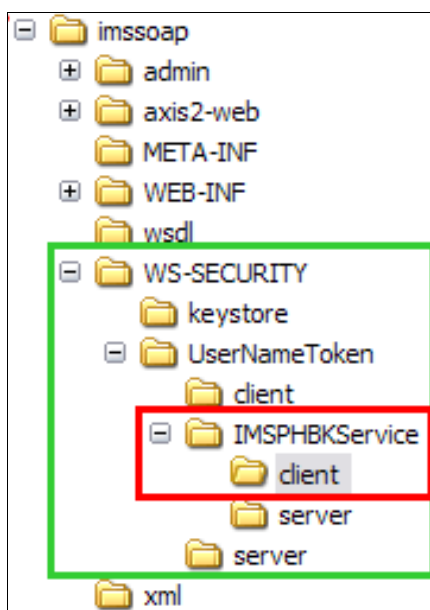 imssoap
admin
axis2-web
META-INF
WEB-INF
wsdl
WS-SECURITY
keystore
UserNameToken
client
IMSPHBKService
client
server
server
xml